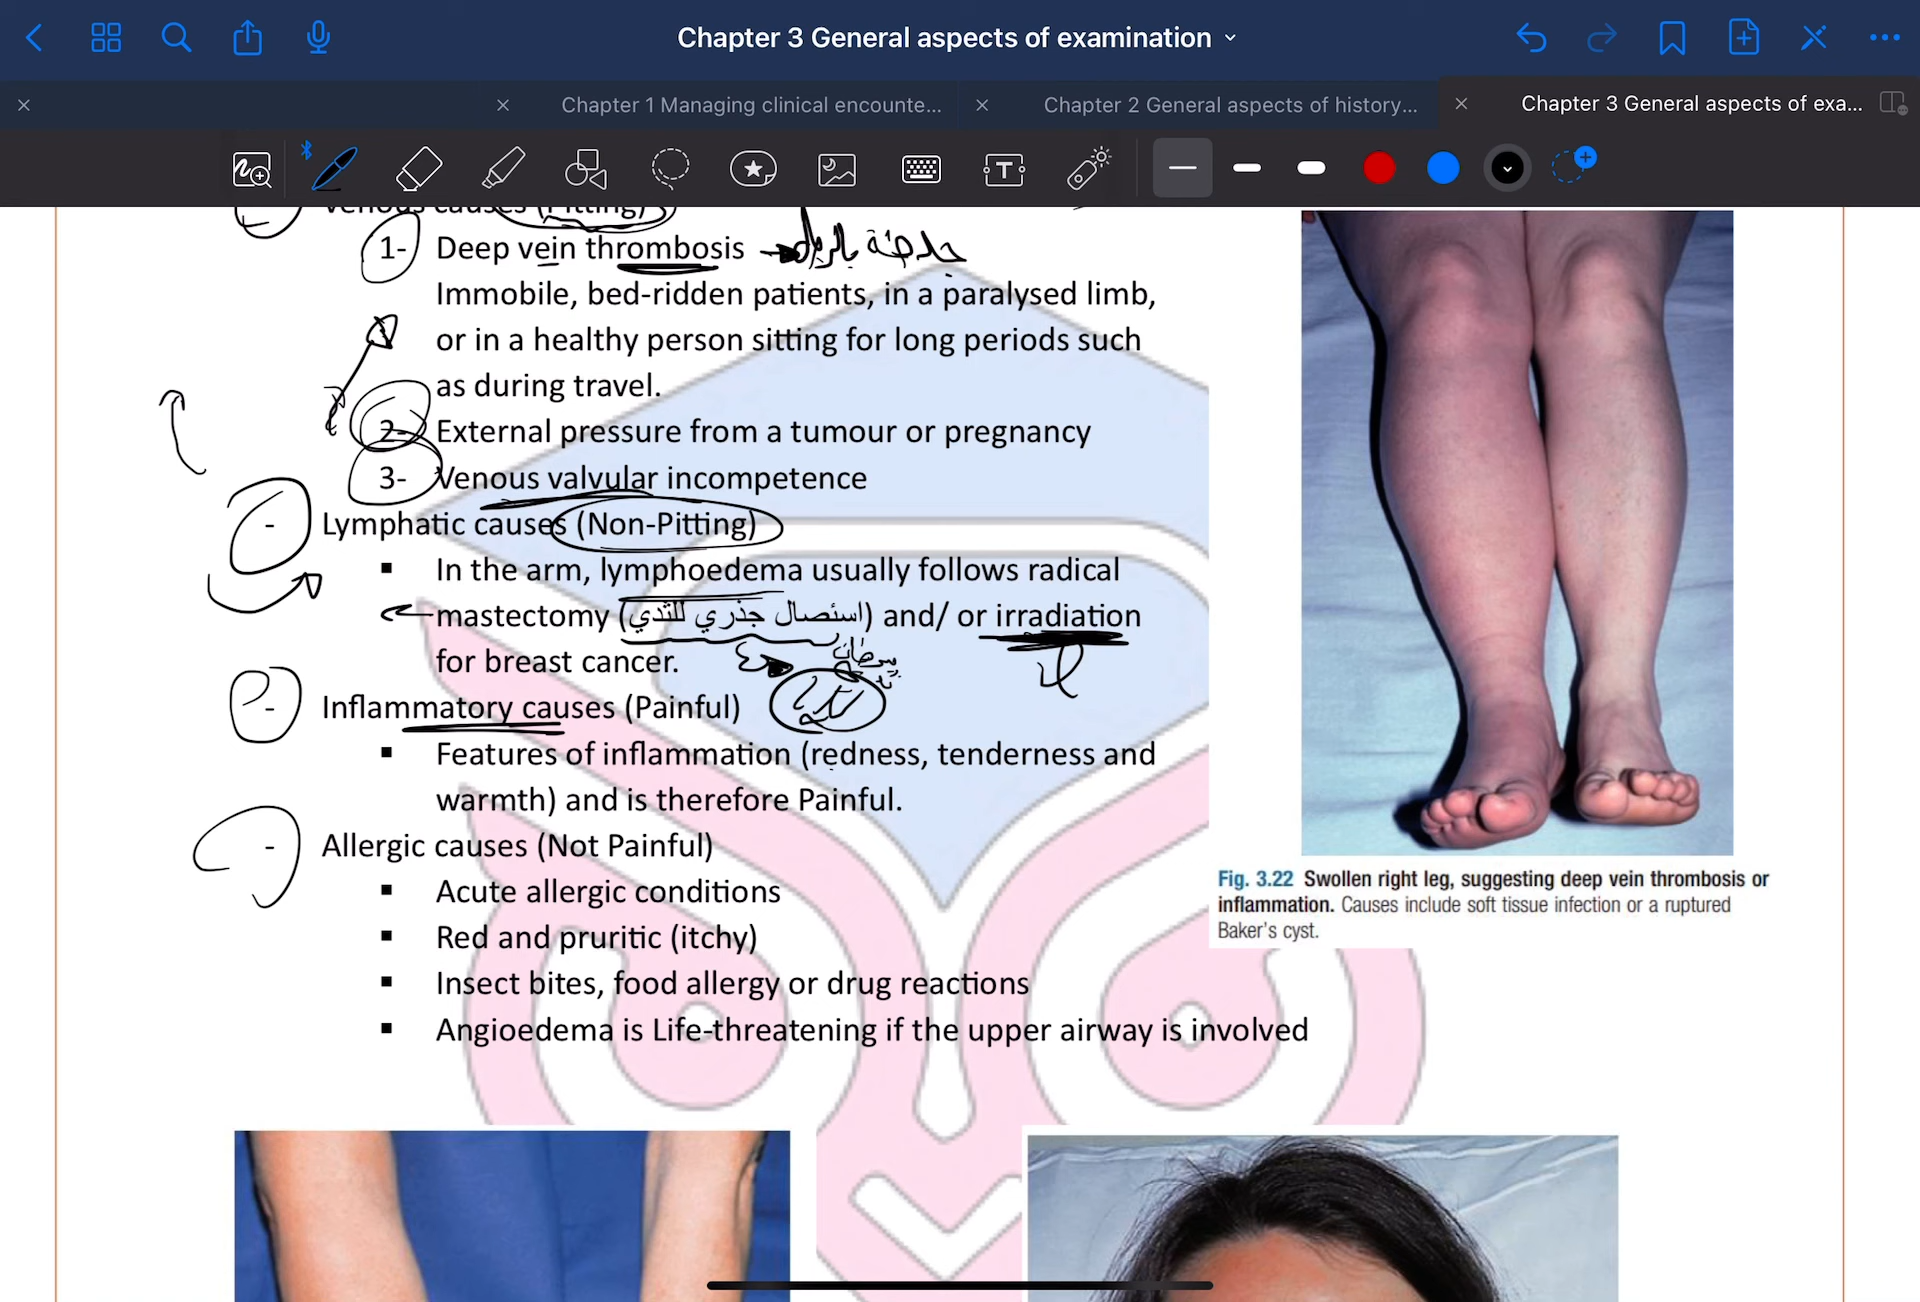 Chapter 3 General aspects of examination
Chapter 1 Managing clinical encounte...
Chapter 2 General aspects of history...
Chapter 3 General aspects of exa...
T
Venous causes (Pitting)
1- Deep vein thrombosis
Immobile, bed-ridden patients, in a paralysed limb,
or in a healthy person sitting for long periods such
as during travel.
2- External pressure from a tumour or pregnancy
3- Venous valvular incompetence
- Lymphatic causes (Non-Pitting)
▪ In the arm, lymphoedema usually follows radical
mastectomy (استصال جذري للثدي) and/ or irradiation
for breast cancer.
سرطان
- Inflammatory causes (Painful)
▪ Features of inflammation (redness, tenderness and
warmth) and is therefore Painful.
- Allergic causes (Not Painful)
▪ Acute allergic conditions
▪ Red and pruritic (itchy)
▪ Insect bites, food allergy or drug reactions
▪ Angioedema is Life-threatening if the upper airway is involved
Fig. 3.22 Swollen right leg, suggesting deep vein thrombosis or
inflammation. Causes include soft tissue infection or a ruptured
Baker's cyst.